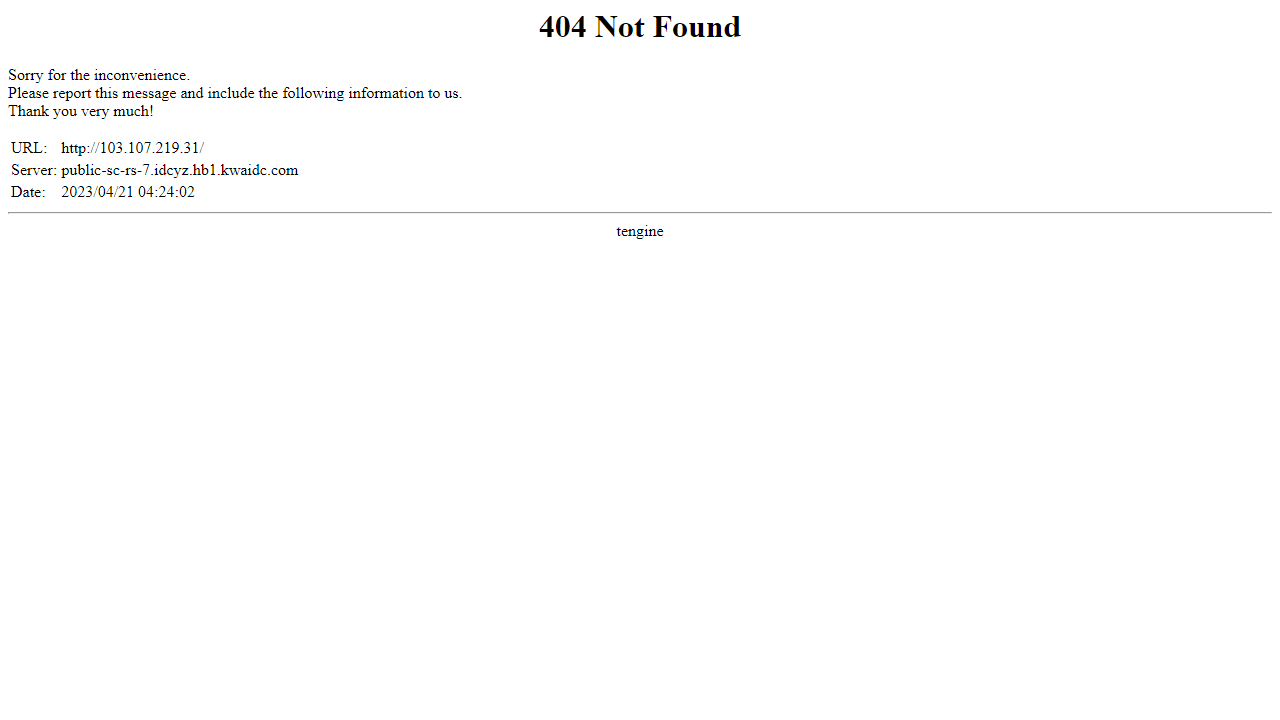 404 Not Found
Sorry for the inconvenience.
Please report this message and include the following information to us.
Thank you very much!
URL: http://103.107.219.31/
Server: public-sc-rs-7.idcyz.hb1.kwaidc.com
Date: 2023/04/21 04:24:02
tengine